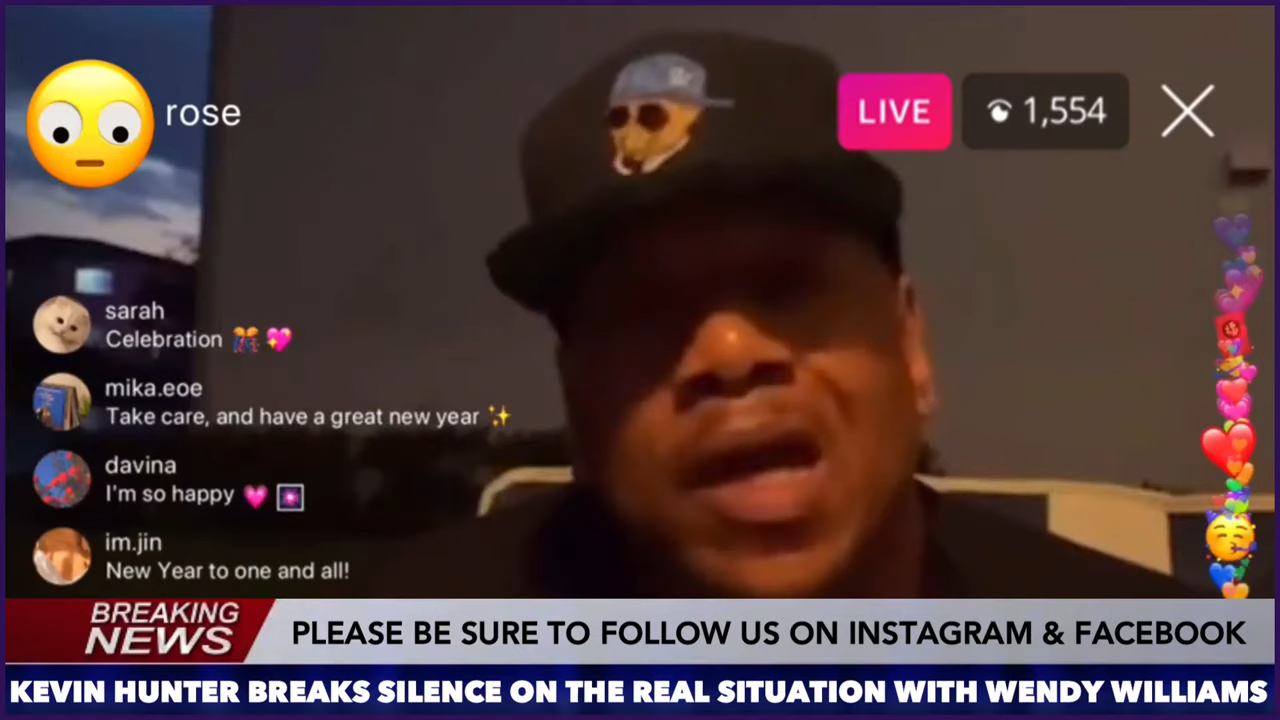 rose
LIVE
1,554
sarah
Celebration
mika.eoe
Take care, and have a great new year
davina
I'm so happy
im.jin
New Year to one and all!
BREAKING
NEWS
PLEASE BE SURE TO FOLLOW US ON INSTAGRAM & FACEBOOK
KEVIN HUNTER BREAKS SILENCE ON THE REAL SITUATION WITH WENDY WILLIAMS